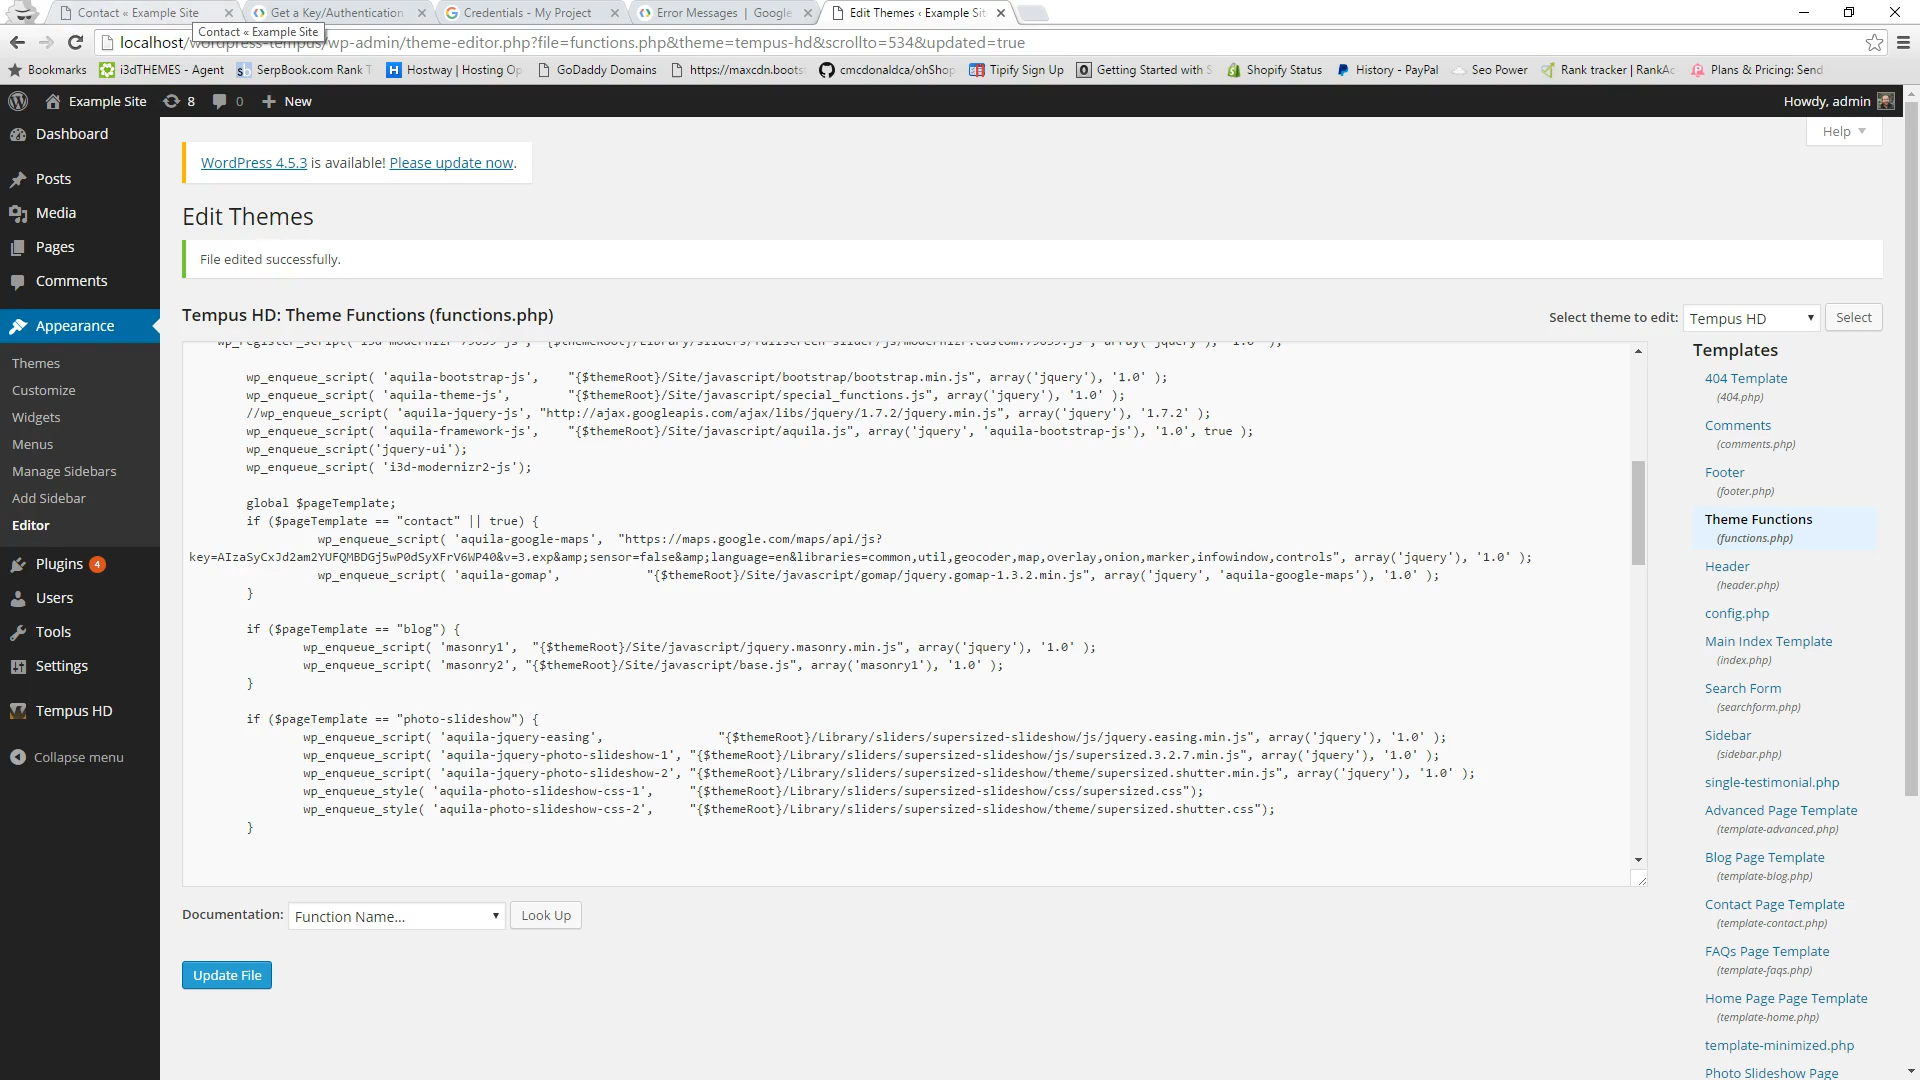 Contact « Example Site
Get a Key/Authentication
Credentials - My Project
Error Messages | Google
Edit Themes ‹ Example Sit
Contact « Example Site
localhost/wordpress-tempus/wp-admin/theme-editor.php?file=functions.php&theme=tempus-hd&scrollto=534&updated=true
Bookmarks
i3dTHEMES - Agent
SerpBook.com Rank T
Hostway | Hosting Op
GoDaddy Domains
https://maxcdn.boots
cmcdonaldca/ohShop
Tipify Sign Up
Getting Started with S
Shopify Status
History - PayPal
Seo Power
Rank tracker | RankAc
Plans & Pricing: Send
Example Site
8
0
New
Howdy, admin
Help
Dashboard
Posts
Media
Pages
Comments
Appearance
Themes
Customize
Widgets
Menus
Manage Sidebars
Add Sidebar
Editor
Plugins 4
Users
Tools
Settings
Tempus HD
Collapse menu
WordPress 4.5.3 is available! Please update now.
Edit Themes
File edited successfully.
Tempus HD: Theme Functions (functions.php)
Select theme to edit: Tempus HD Select
wp_enqueue_script( 'aquila-bootstrap-js', "{$themeRoot}/Site/javascript/bootstrap/bootstrap.min.js", array('jquery'), '1.0' );
wp_enqueue_script( 'aquila-theme-js', "{$themeRoot}/Site/javascript/special_functions.js", array('jquery'), '1.0' );
//wp_enqueue_script( 'aquila-jquery-js', "http://ajax.googleapis.com/ajax/libs/jquery/1.7.2/jquery.min.js", array('jquery'), '1.7.2' );
wp_enqueue_script( 'aquila-framework-js', "{$themeRoot}/Site/javascript/aquila.js", array('jquery', 'aquila-bootstrap-js'), '1.0', true );
wp_enqueue_script('jquery-ui');
wp_enqueue_script( 'i3d-modernizr2-js');
global $pageTemplate;
if ($pageTemplate == "contact" || true) {
wp_enqueue_script( 'aquila-google-maps', "https://maps.google.com/maps/api/js?
key=AIzaSyCxJd2am2YUFQMBDGj5wP0dSyXFrV6WP40&v=3.exp&amp;sensor=false&amp;language=en&libraries=common,util,geocoder,map,overlay,onion,marker,infowindow,controls", array('jquery'), '1.0' );
wp_enqueue_script( 'aquila-gomap', "{$themeRoot}/Site/javascript/gomap/jquery.gomap-1.3.2.min.js", array('jquery', 'aquila-google-maps'), '1.0' );
}
if ($pageTemplate == "blog") {
wp_enqueue_script( 'masonry1', "{$themeRoot}/Site/javascript/jquery.masonry.min.js", array('jquery'), '1.0' );
wp_enqueue_script( 'masonry2', "{$themeRoot}/Site/javascript/base.js", array('masonry1'), '1.0' );
}
if ($pageTemplate == "photo-slideshow") {
wp_enqueue_script( 'aquila-jquery-easing', "{$themeRoot}/Library/sliders/supersized-slideshow/js/jquery.easing.min.js", array('jquery'), '1.0' );
wp_enqueue_script( 'aquila-jquery-photo-slideshow-1', "{$themeRoot}/Library/sliders/supersized-slideshow/js/supersized.3.2.7.min.js", array('jquery'), '1.0' );
wp_enqueue_script( 'aquila-jquery-photo-slideshow-2', "{$themeRoot}/Library/sliders/supersized-slideshow/theme/supersized.shutter.min.js", array('jquery'), '1.0' );
wp_enqueue_style( 'aquila-photo-slideshow-css-1', "{$themeRoot}/Library/sliders/supersized-slideshow/css/supersized.css");
wp_enqueue_style( 'aquila-photo-slideshow-css-2', "{$themeRoot}/Library/sliders/supersized-slideshow/theme/supersized.shutter.css");
}
Documentation: Function Name... Look Up
Update File
Templates
404 Template
(404.php)
Comments
(comments.php)
Footer
(footer.php)
Theme Functions
(functions.php)
Header
(header.php)
config.php
Main Index Template
(index.php)
Search Form
(searchform.php)
Sidebar
(sidebar.php)
single-testimonial.php
Advanced Page Template
(template-advanced.php)
Blog Page Template
(template-blog.php)
Contact Page Template
(template-contact.php)
FAQs Page Template
(template-faqs.php)
Home Page Page Template
(template-home.php)
template-minimized.php
Photo Slideshow Page